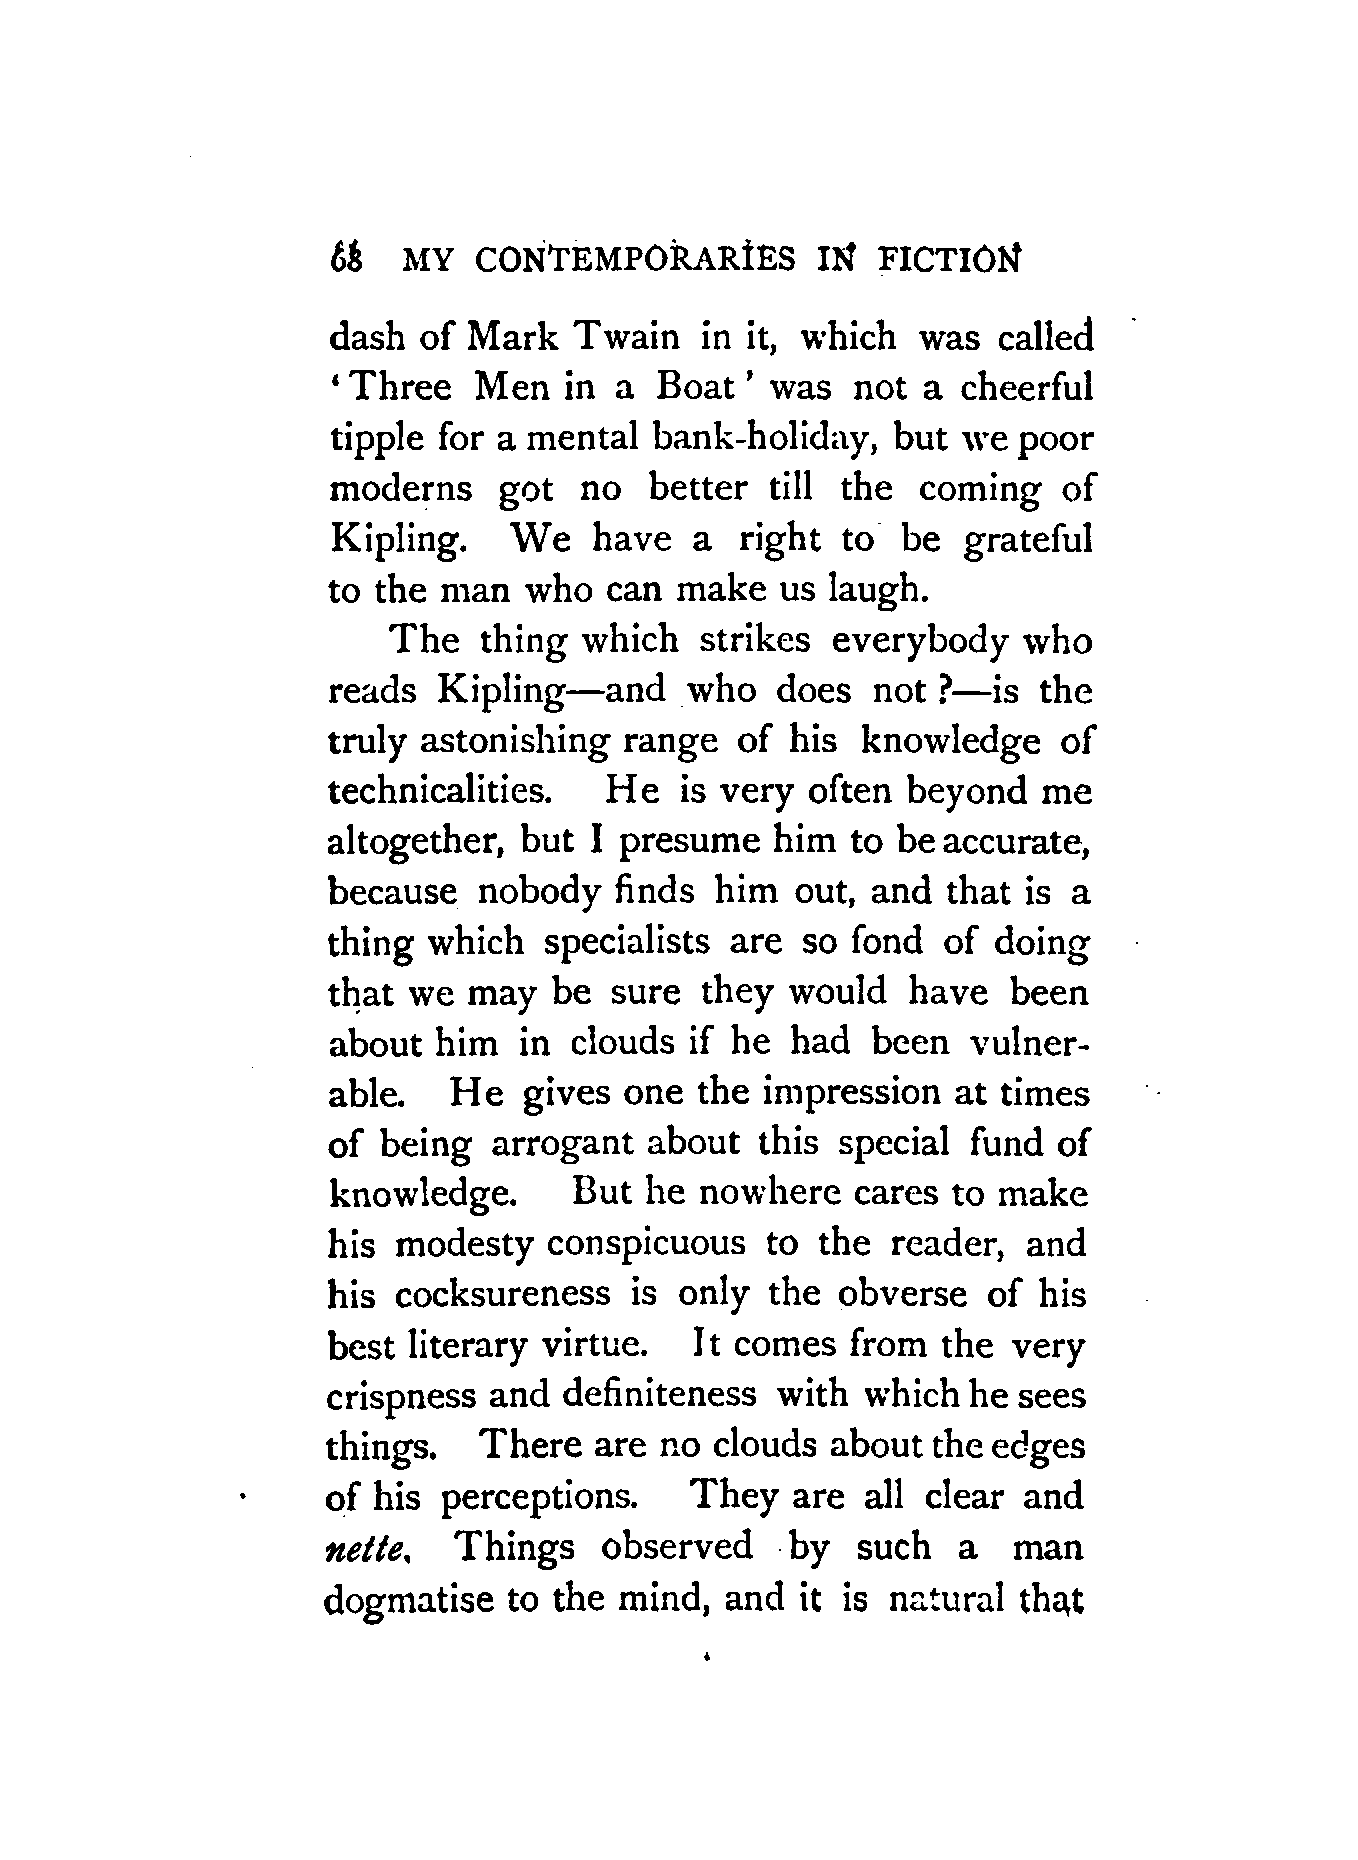 68 MY CONTEMPORARIES IN FICTION
dash of Mark Twain in it, which was called
‘Three Men in a Boat’ was not a cheerful
tipple for a mental bank-holiday, but we poor
moderns got no better till the coming of
Kipling. We have a right to be grateful
to the man who can make us laugh.
The thing which strikes everybody who
reads Kipling—and who does not?—is the
truly astonishing range of his knowledge of
technicalities. He is very often beyond me
altogether, but I presume him to be accurate,
because nobody finds him out, and that is a
thing which specialists are so fond of doing
that we may be sure they would have been
about him in clouds if he had been vulner-
able. He gives one the impression at times
of being arrogant about this special fund of
knowledge. But he nowhere cares to make
his modesty conspicuous to the reader, and
his cocksureness is only the obverse of his
best literary virtue. It comes from the very
crispness and definiteness with which he sees
things. There are no clouds about the edges
of his perceptions. They are all clear and
nette. Things observed by such a man
dogmatise to the mind, and it is natural that